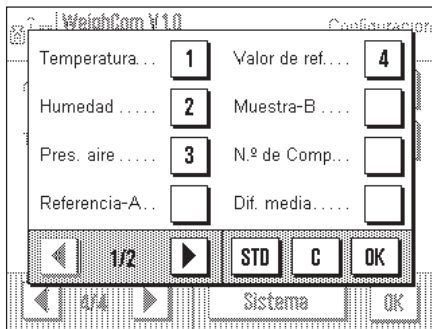 WeighCom V1.0 Configuración
Temperatura... 1 Valor de ref.... 4
Humedad ...... 2 Muestra-B ....
Pres. aire ..... 3 N.º de Comp...
Referencia-A.. Dif. media.....
1/2 STD C OK
4/4 Sistema OK